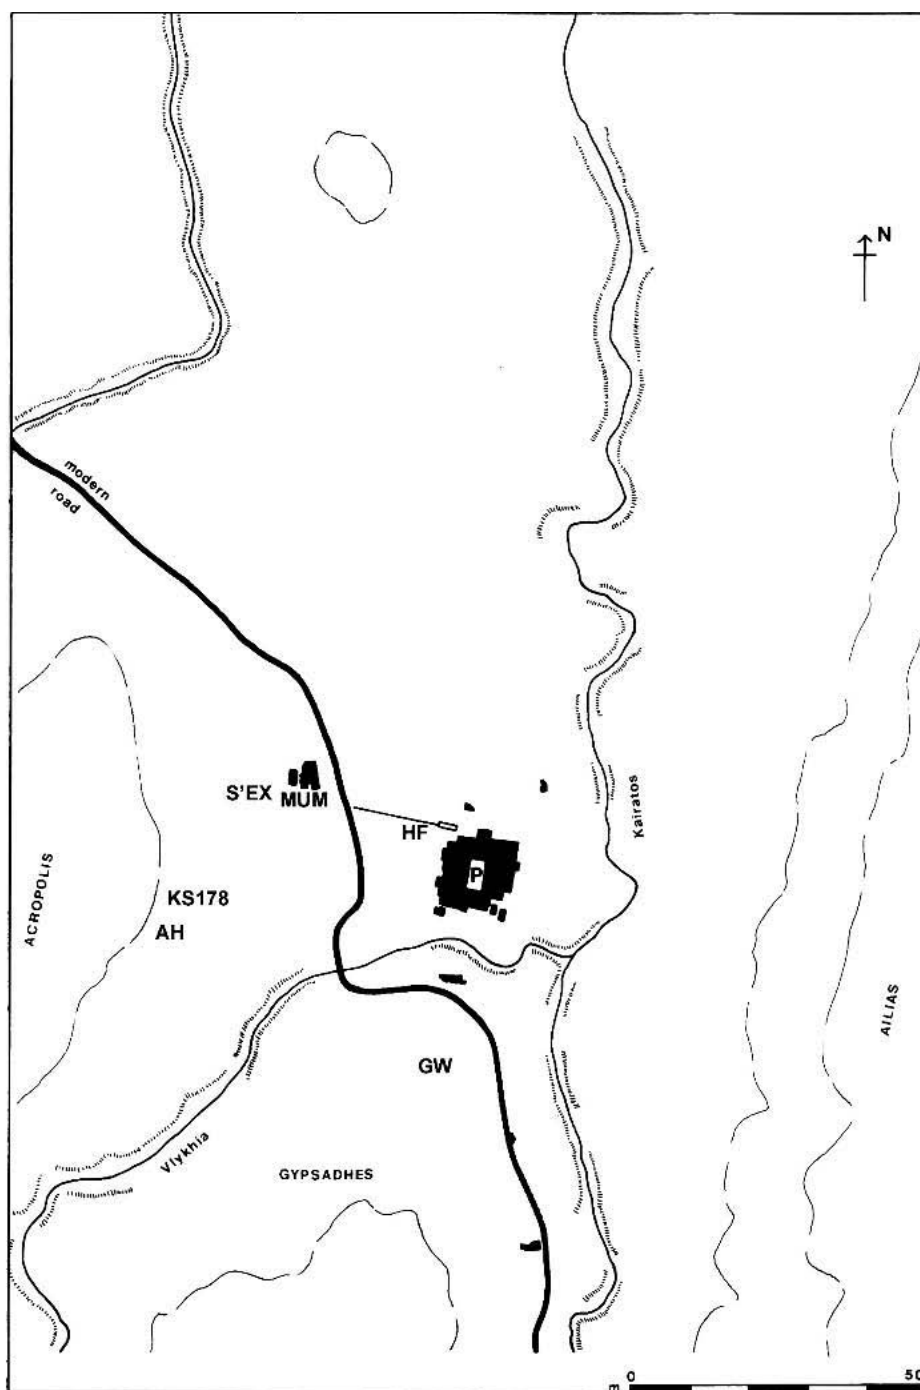 N
modern
road
S'EX
MUM
HF
P
Kairatos
ACROPOLIS
KS178
AH
AILIAS
GW
Vlykhia
GYPSADHES
0
50
m